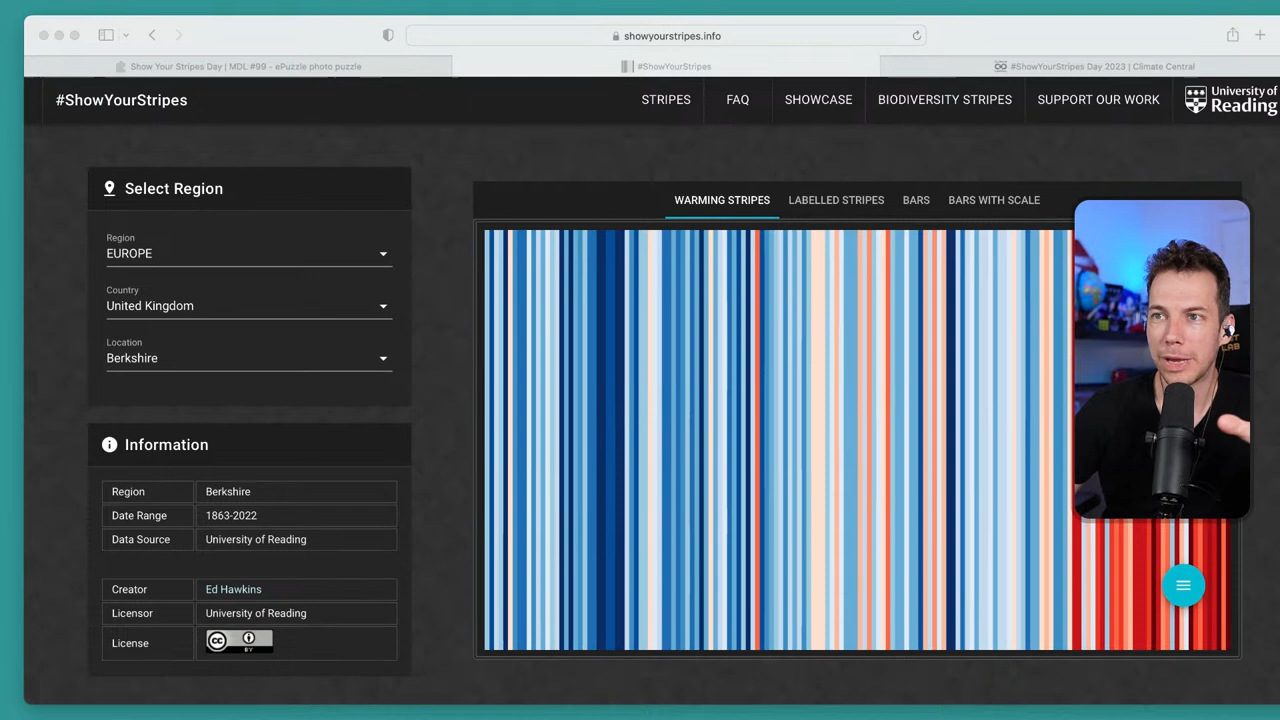 showyourstripes.info
Show Your Stripes Day | MDL #99 - ePuzzle photo puzzle
#ShowYourStripes
#ShowYourStripes Day 2023 | Climate Central
#ShowYourStripes
STRIPES
FAQ
SHOWCASE
BIODIVERSITY STRIPES
SUPPORT OUR WORK
University of
Reading
Select Region
Region
EUROPE
Country
United Kingdom
Location
Berkshire
Information
Region Berkshire
Date Range 1863-2022
Data Source University of Reading
Creator Ed Hawkins
Licensor University of Reading
License
CC
BY
WARMING STRIPES
LABELLED STRIPES
BARS
BARS WITH SCALE